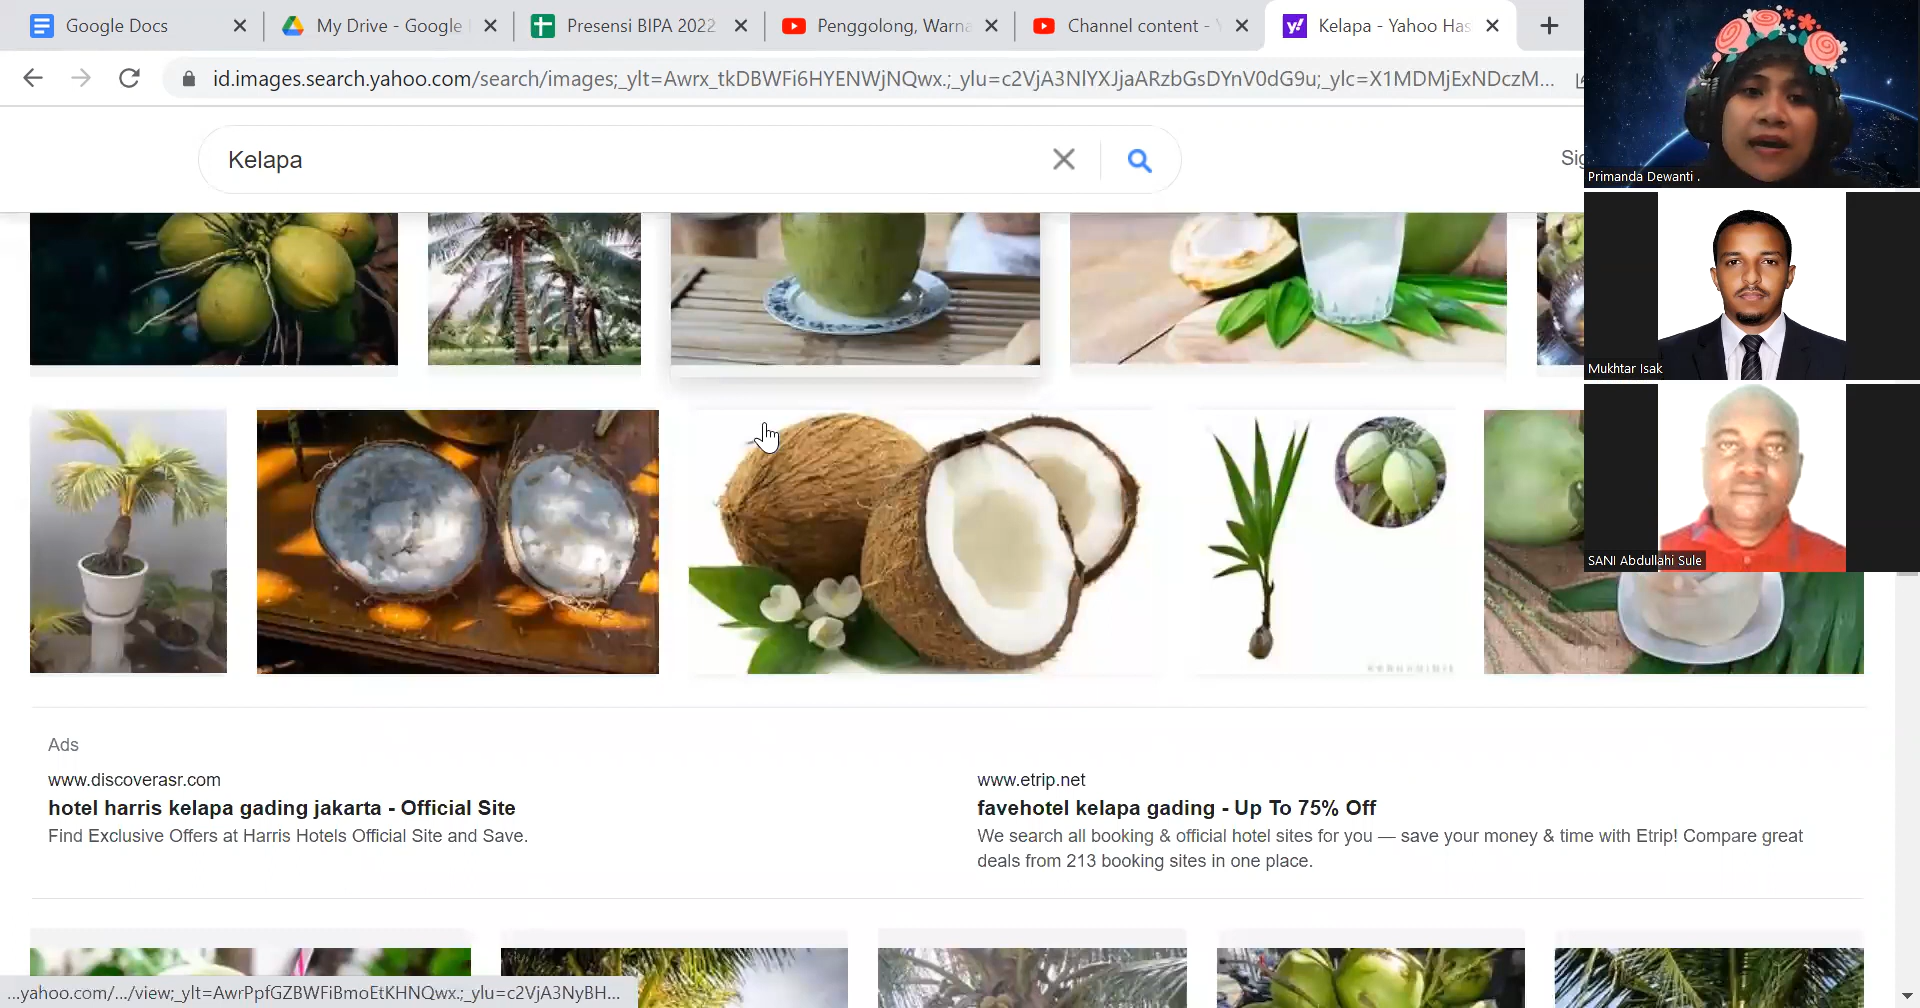 Google Docs
My Drive - Google
Presensi BIPA 2022
Penggolong, Warna
Channel content -
Kelapa - Yahoo Has
id.images.search.yahoo.com/search/images;_ylt=Awrx_tkDBWFi6HYENWjNQwx.;_ylu=c2VjA3NlYXJjaARzbGsDYnV0dG9u;_ylc=X1MDMjExNDczM...
Kelapa
Sig
Primanda Dewanti .
Mukhtar Isak
SANI Abdullahi Sule
Ads
www.discoverasr.com
hotel harris kelapa gading jakarta - Official Site
Find Exclusive Offers at Harris Hotels Official Site and Save.
www.etrip.net
favehotel kelapa gading - Up To 75% Off
We search all booking & official hotel sites for you — save your money & time with Etrip! Compare great
deals from 213 booking sites in one place.
...yahoo.com/.../view;_ylt=AwrPpfGZBWFiBmoEtKHNQwx.;_ylu=c2VjA3NyBH...